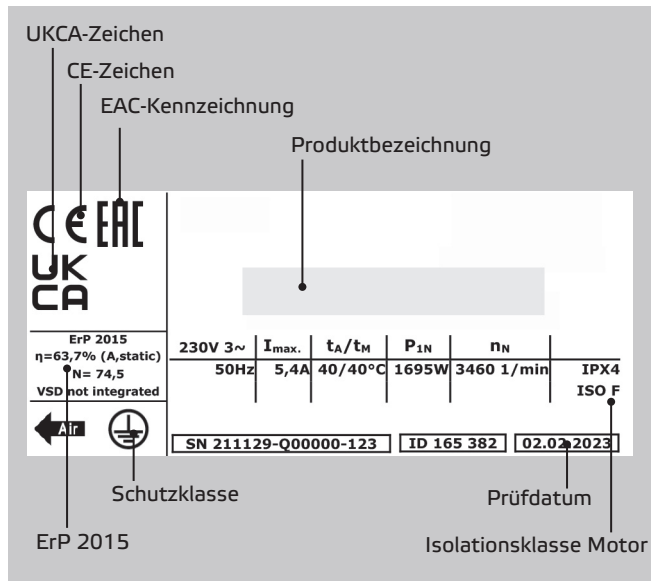 UKCA-Zeichen
CE-Zeichen
EAC-Kennzeichnung
Produktbezeichnung
CE EAC
UK
CA
ErP 2015
η=63,7% (A,static)
N= 74,5
VSD not integrated
230V 3~ Imax. tA/tM P1N nN
50Hz 5,4A 40/40°C 1695W 3460 1/min IPX4
ISO F
Air
SN 211129-Q00000-123 ID 165 382 02.02.2023
Schutzklasse
Prüfdatum
ErP 2015
Isolationsklasse Motor